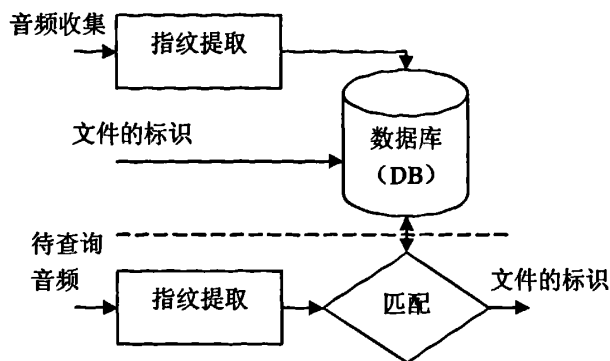 音频收集
指纹提取
文件的标识
数据库
（DB）
待查询
音频
指纹提取
匹配
文件的标识